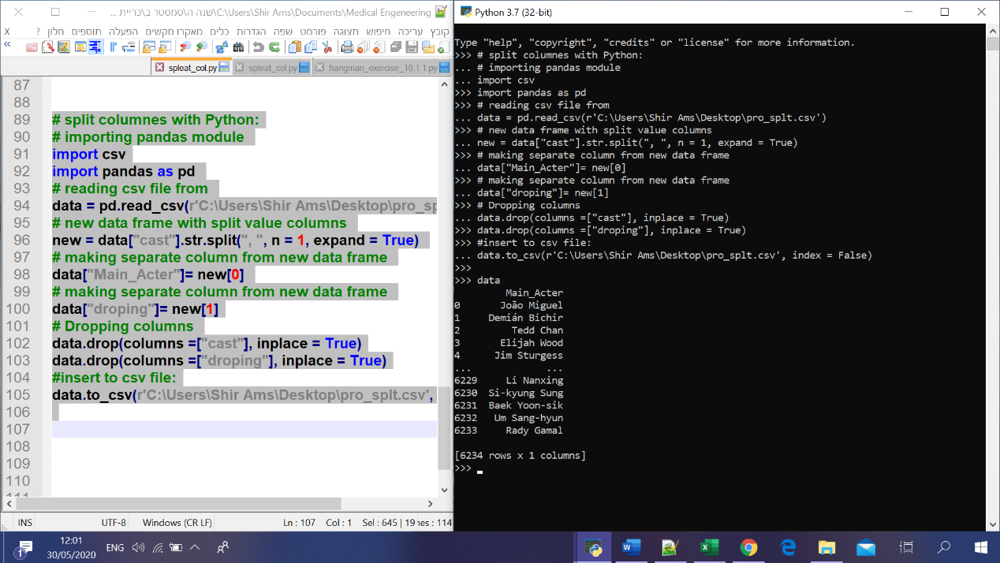 C:\Users\Shir Ams\Documents\Medical Engeneering\שנה ה\סמסטר ב\כריית ...
קובץ עריכה חיפוש תצוגה פורמט שפה הגדרות כלים מאקרו מקשים הפעלה תוספים חלון ? X
spleat_col.py spleat_col.py hangman_exercise_10.1.1.py
87
88
89 # split columnes with Python:
90 # importing pandas module
91 import csv
92 import pandas as pd
93 # reading csv file from
94 data = pd.read_csv(r'C:\Users\Shir Ams\Desktop\pro_sp
95 # new data frame with split value columns
96 new = data["cast"].str.split(", ", n = 1, expand = True)
97 # making separate column from new data frame
98 data["Main_Acter"]= new[0]
99 # making separate column from new data frame
100 data["droping"]= new[1]
101 # Dropping columns
102 data.drop(columns =["cast"], inplace = True)
103 data.drop(columns =["droping"], inplace = True)
104 #insert to csv file:
105 data.to_csv(r'C:\Users\Shir Ams\Desktop\pro_splt.csv',
106
107
108
109
110
INS UTF-8 Windows (CR LF) Ln : 107 Col : 1 Sel : 645 | 19 nes : 114
Python 3.7 (32-bit)
Type "help", "copyright", "credits" or "license" for more information.
>>> # split columnes with Python:
... # importing pandas module
... import csv
>>> import pandas as pd
>>> # reading csv file from
... data = pd.read_csv(r'C:\Users\Shir Ams\Desktop\pro_splt.csv')
>>> # new data frame with split value columns
... new = data["cast"].str.split(", ", n = 1, expand = True)
>>> # making separate column from new data frame
... data["Main_Acter"]= new[0]
>>> # making separate column from new data frame
... data["droping"]= new[1]
>>> # Dropping columns
... data.drop(columns =["cast"], inplace = True)
>>> data.drop(columns =["droping"], inplace = True)
>>> #insert to csv file:
... data.to_csv(r'C:\Users\Shir Ams\Desktop\pro_splt.csv', index = False)
>>>
>>> data
Main_Acter
0 João Miguel
1 Demián Bichir
2 Tedd Chan
3 Elijah Wood
4 Jim Sturgess
... ...
6229 Li Nanxing
6230 Si-kyung Sung
6231 Baek Yoon-sik
6232 Um Sang-hyun
6233 Rady Gamal
[6234 rows x 1 columns]
>>>
1 12:01 ENG
30/05/2020